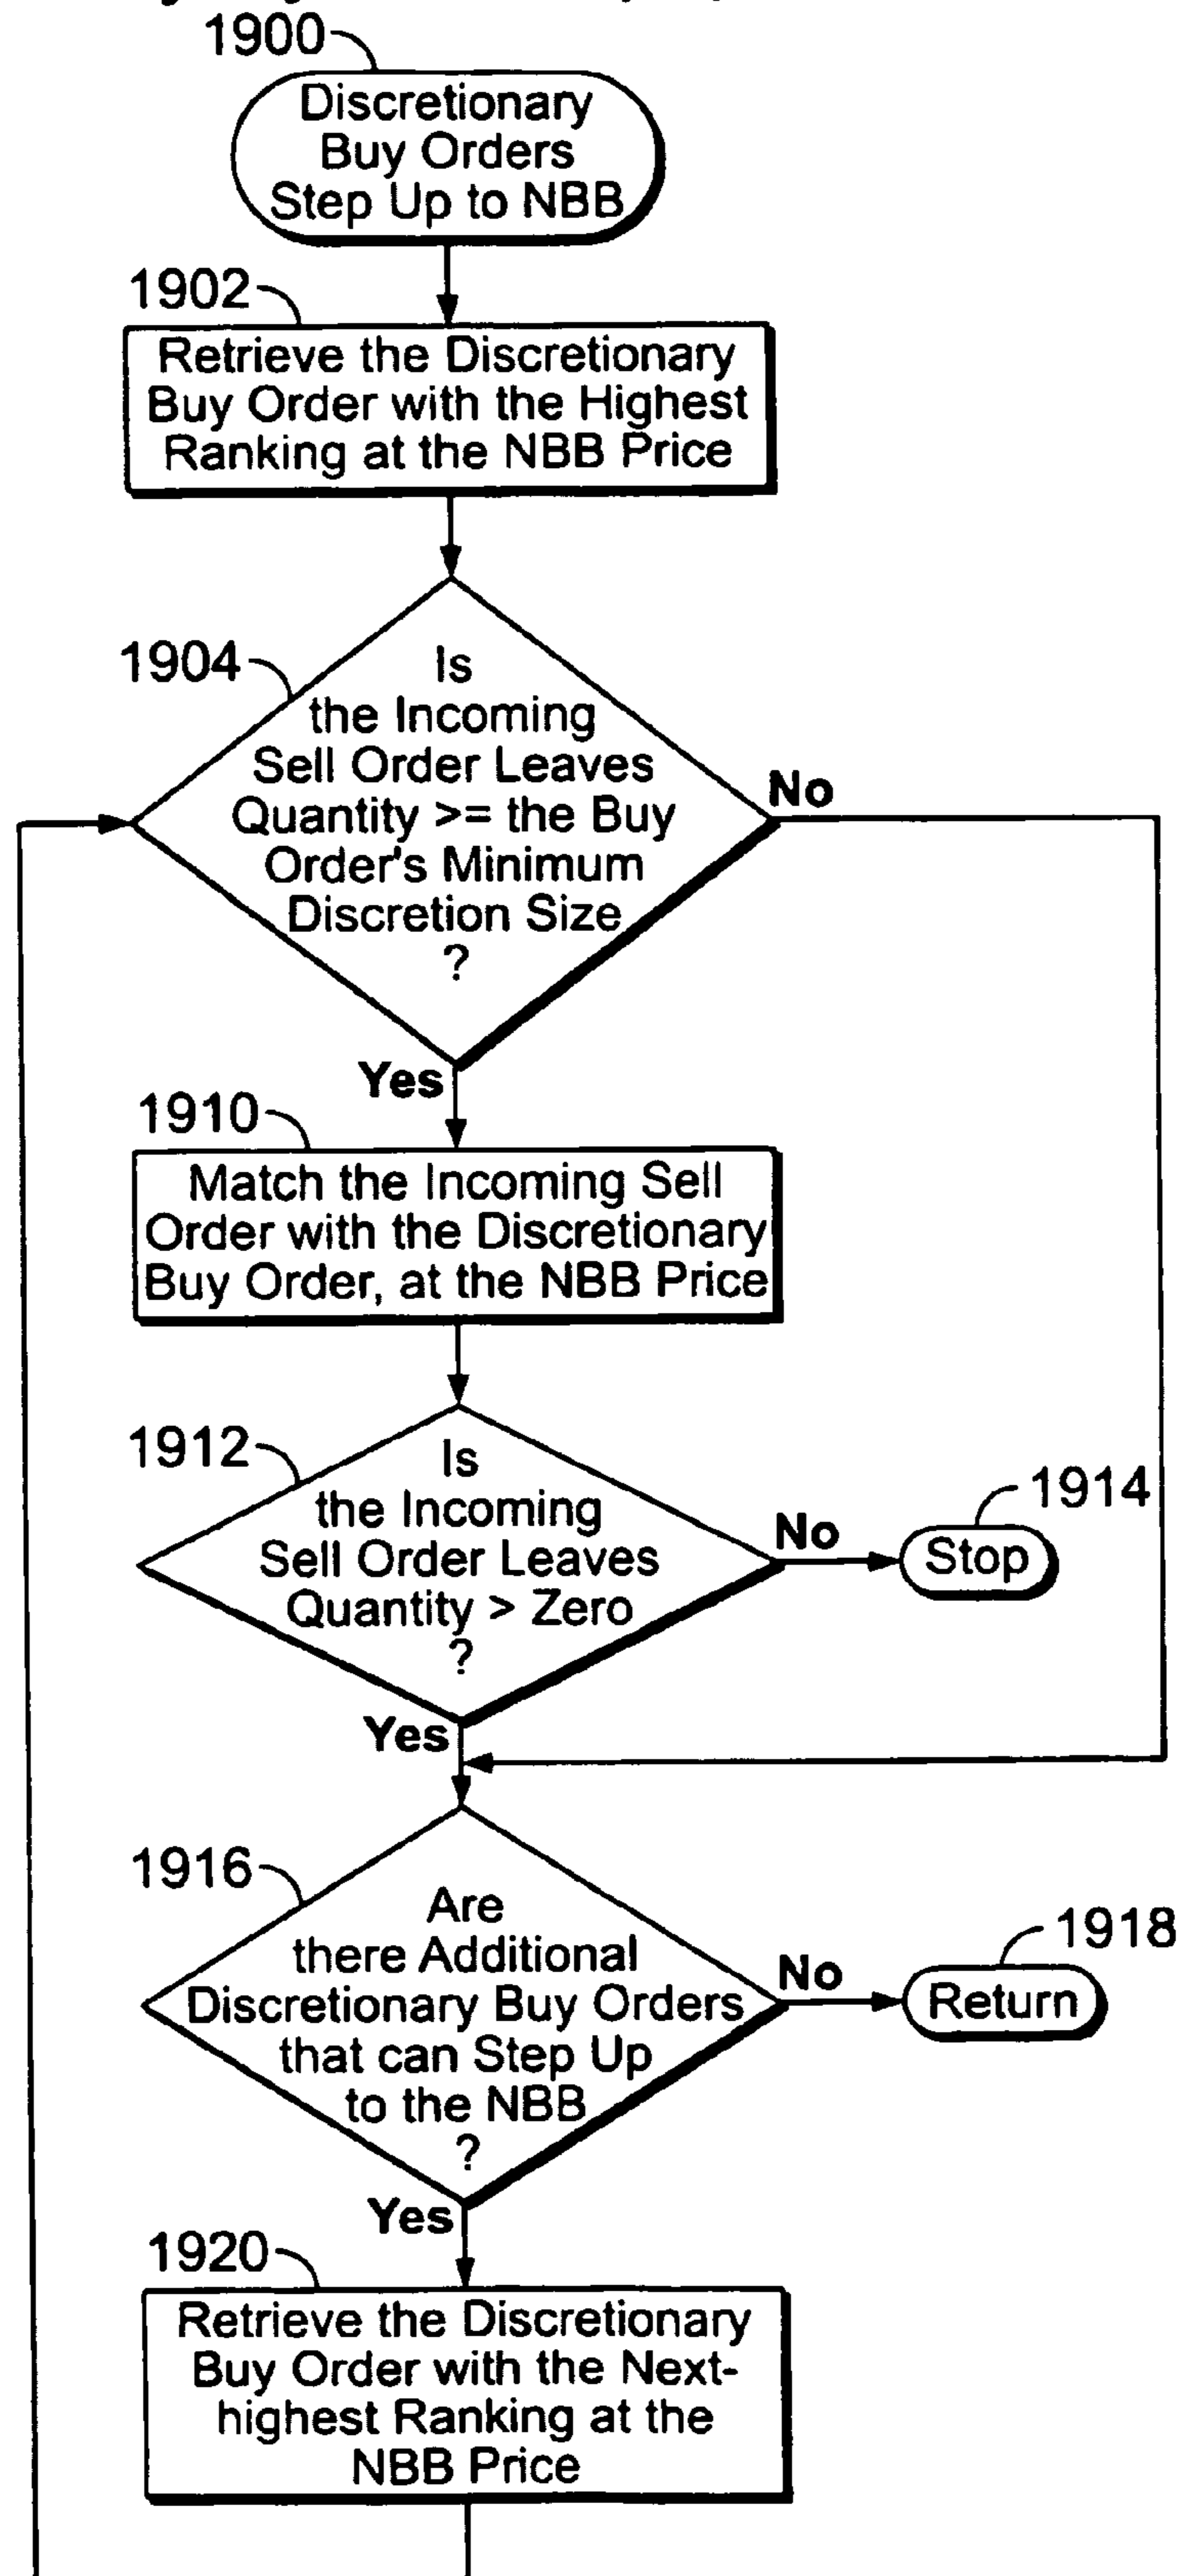 1900
Discretionary
Buy Orders
Step Up to NBB
1902
Retrieve the Discretionary
Buy Order with the Highest
Ranking at the NBB Price
1904
Is
the Incoming
Sell Order Leaves
Quantity >= the Buy
Order's Minimum
Discretion Size
?
No
Yes
1910
Match the Incoming Sell
Order with the Discretionary
Buy Order, at the NBB Price
1912
Is
the Incoming
Sell Order Leaves
Quantity > Zero
?
No
1914
Stop
Yes
1916
Are
there Additional
Discretionary Buy Orders
that can Step Up
to the NBB
?
No
1918
Return
Yes
1920
Retrieve the Discretionary
Buy Order with the Next-
highest Ranking at the
NBB Price